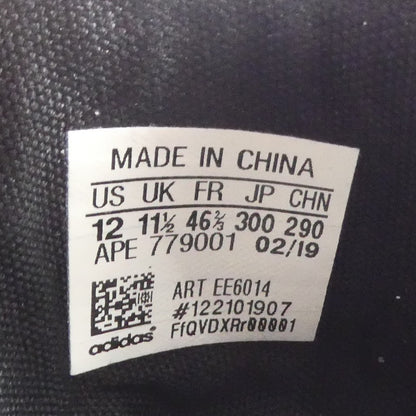 MADE IN CHINA
US UK FR JP CHN
12 11½ 46⅔ 300 290
APE 779001 02/19
ART EE6014
#122101907
FfQVDXRr00001
adidas®